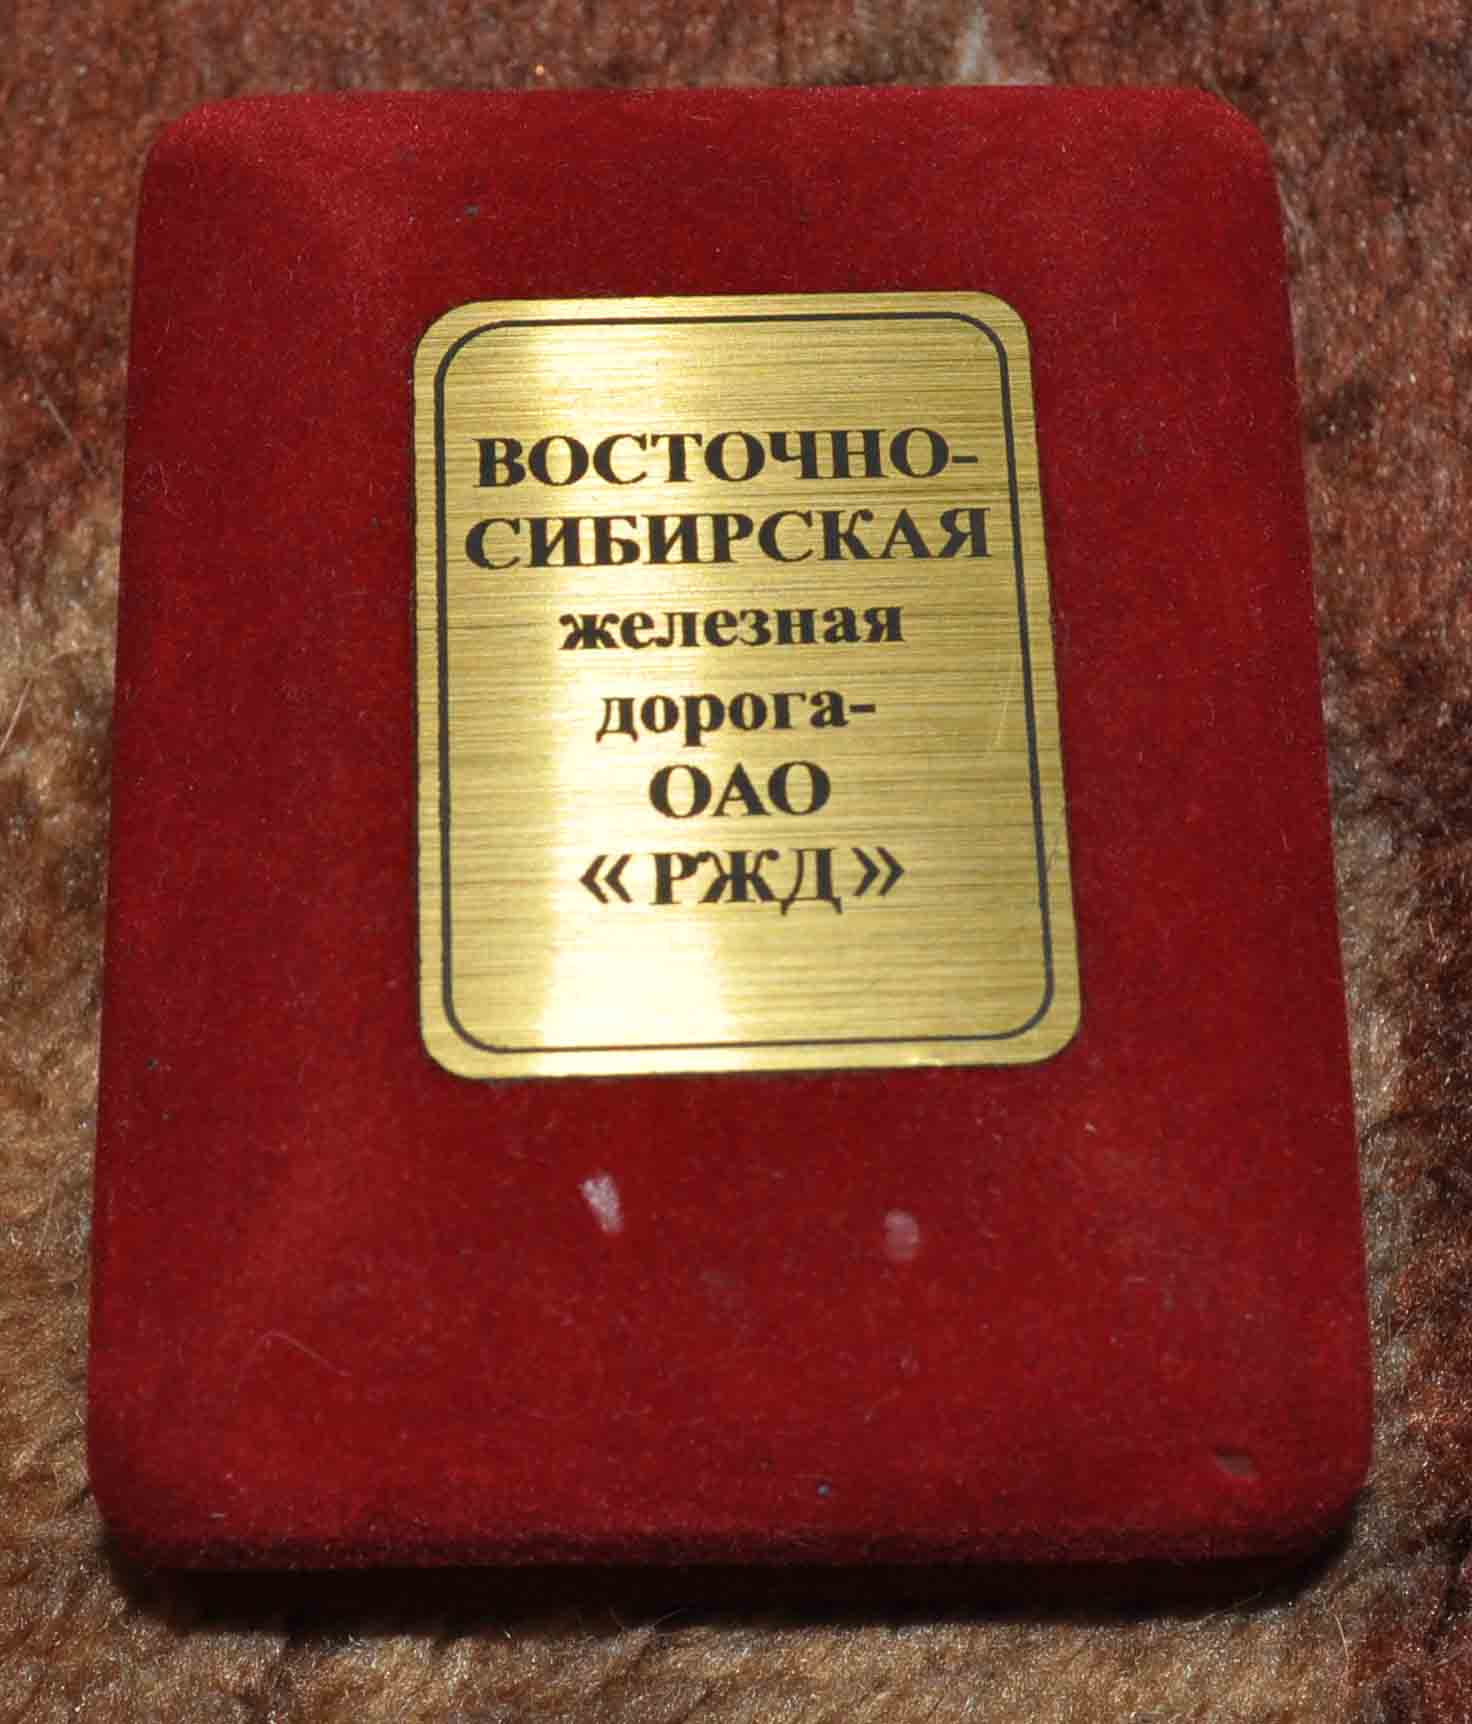 ВОСТОЧНО-
СИБИРСКАЯ
железная
дорога-
ОАО
«РЖД»